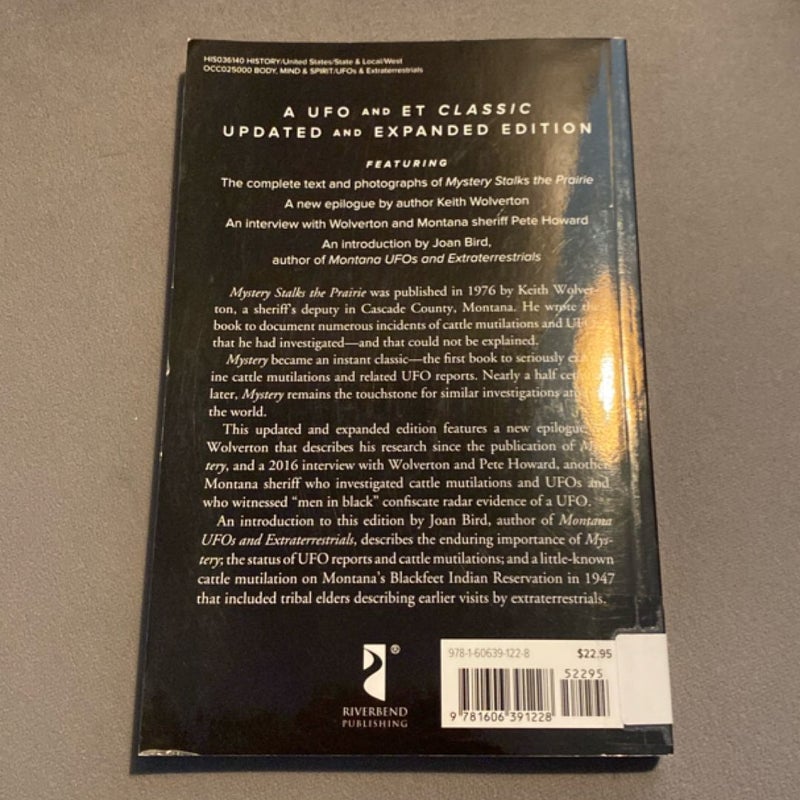 HIS036140 HISTORY/United States/State & Local/West
OCC025000 BODY, MIND & SPIRIT/UFOs & Extraterrestrials
A UFO AND ET CLASSIC
UPDATED AND EXPANDED EDITION
FEATURING
The complete text and photographs of Mystery Stalks the Prairie
A new epilogue by author Keith Wolverton
An interview with Wolverton and Montana sheriff Pete Howard
An introduction by Joan Bird,
author of Montana UFOs and Extraterrestrials
Mystery Stalks the Prairie was published in 1976 by Keith Wolver-
ton, a sheriff's deputy in Cascade County, Montana. He wrote the
book to document numerous incidents of cattle mutilations and
that he had investigated—and that could not be explained.
Mystery became an instant classic—the first book to seriously
ine cattle mutilations and related UFO reports. Nearly a half
later, Mystery remains the touchstone for similar investigations
the world.
This updated and expanded edition features a new epilogue
Wolverton that describes his research since the publication of
tery, and a 2016 interview with Wolverton and Pete Howard, another
Montana sheriff who investigated cattle mutilations and UFOs and
who witnessed “men in black” confiscate radar evidence of a UFO.
An introduction to this edition by Joan Bird, author of Montana
UFOs and Extraterrestrials, describes the enduring importance of Mys-
tery; the status of UFO reports and cattle mutilations; and a little-known
cattle mutilation on Montana's Blackfeet Indian Reservation in 1947
that included tribal elders describing earlier visits by extraterrestrials.
®
RIVERBEND
PUBLISHING
978-1-60639-122-8 $22.95
52295
9 781606 391228